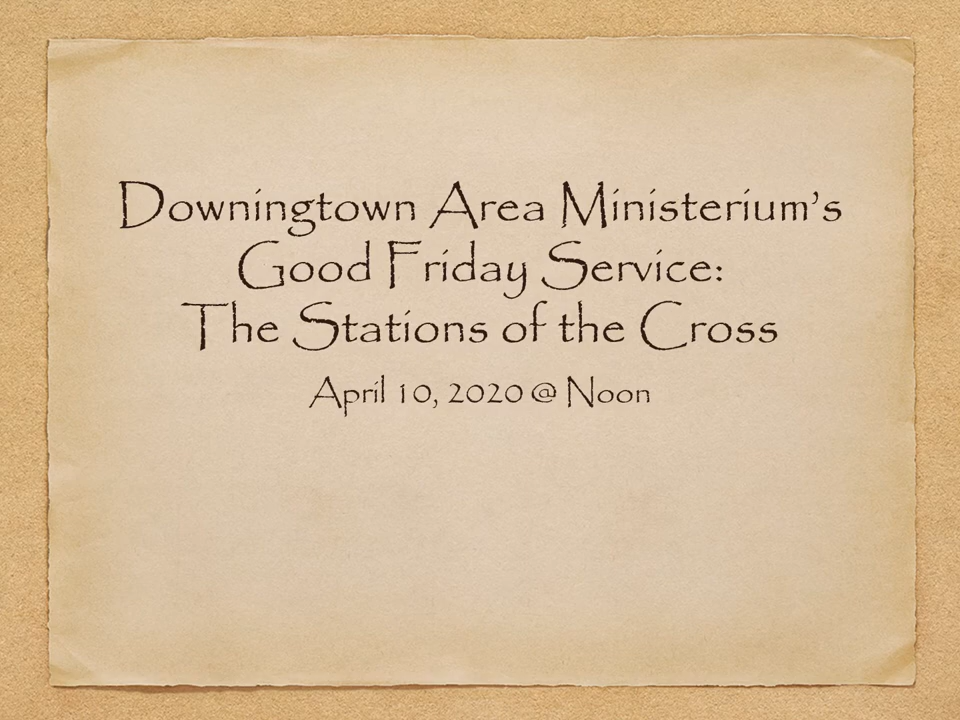 Downingtown Area Ministerium’s
Good Friday Service:
The Stations of the Cross
April 10, 2020 @ Noon